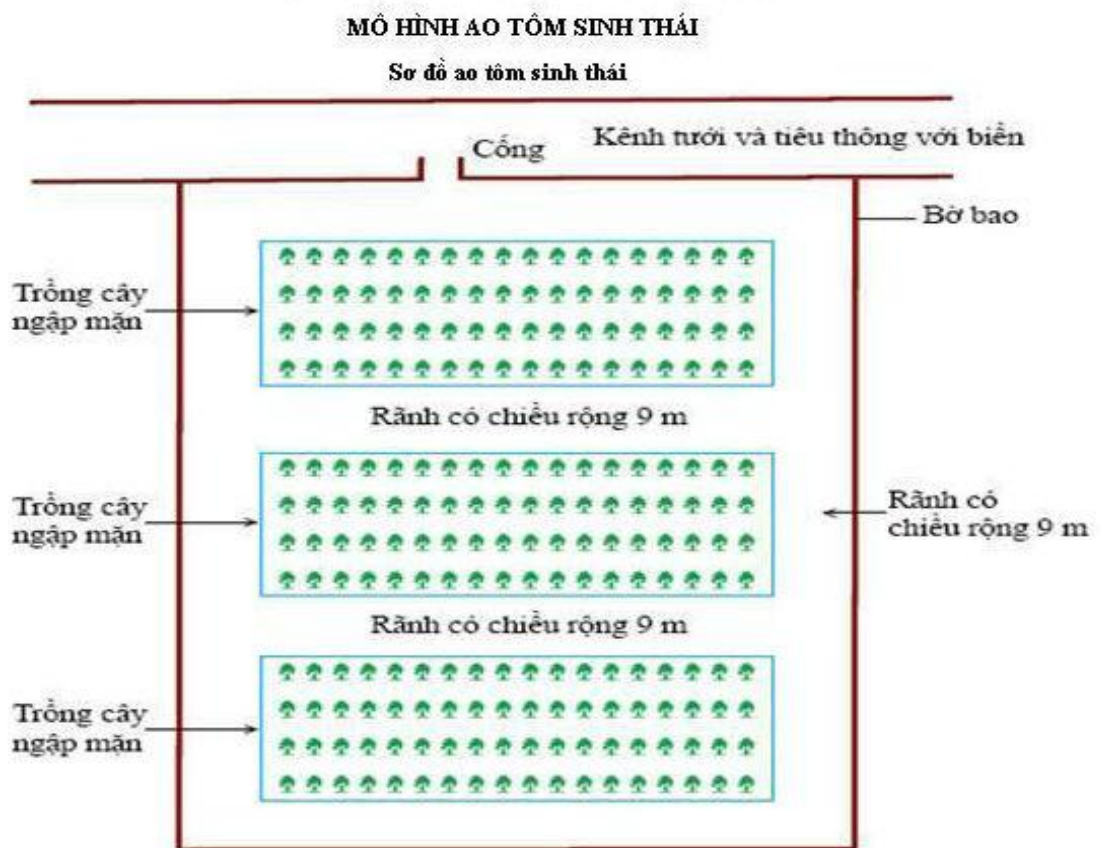 MÔ HÌNH AO TÔM SINH THÁI
Sơ đồ ao tôm sinh thái
Cống
Kênh tưới và tiêu thông với biển
Bờ bao
Trồng cây
ngập mặn
Rãnh có chiều rộng 9 m
Trồng cây
ngập mặn
Rãnh có
chiều rộng 9 m
Rãnh có chiều rộng 9 m
Trồng cây
ngập mặn